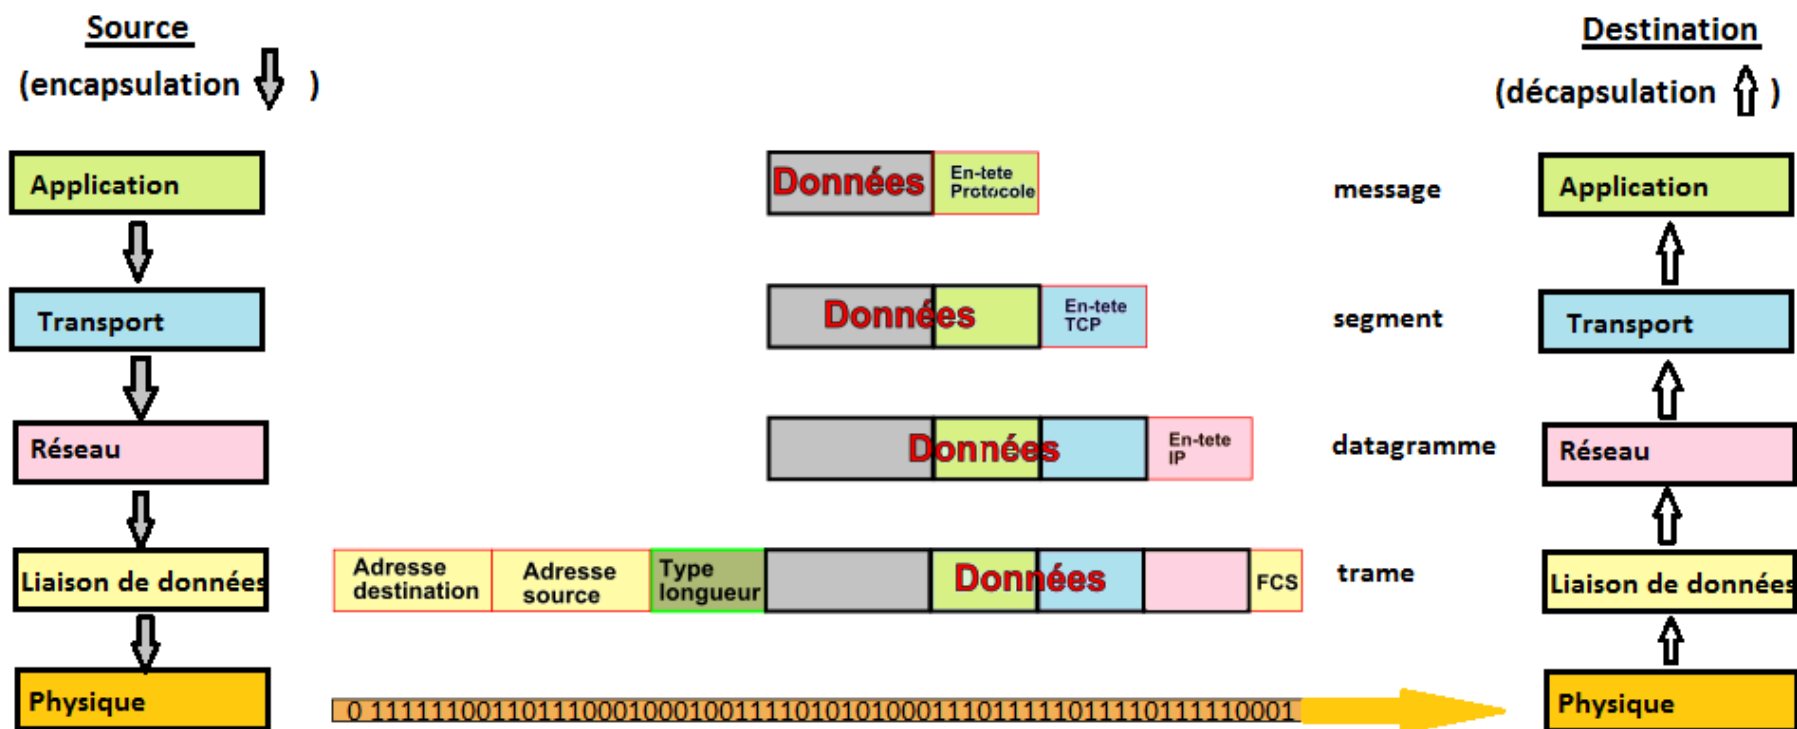 Source
(encapsulation )
Destination
(décapsulation )
Application
Données
En-tete
Protocole
message
Application
Transport
Données
En-tete
TCP
segment
Transport
Réseau
Données
En-tete
IP
datagramme
Réseau
Liaison de données
Adresse
destination
Adresse
source
Type
longueur
Données
FCS
trame
Liaison de données
Physique
0 1111110011011100010001001111010101000111011111011110111110001
Physique